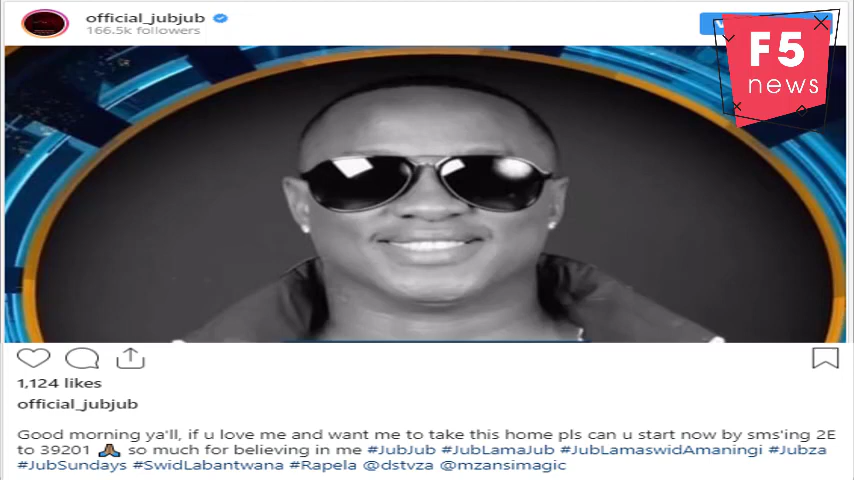 official_jubjub
166.5k followers
F5
news
1,124 likes
official_jubjub
Good morning ya'll, if u love me and want me to take this home pls can u start now by sms'ing 2E
to 39201 🙏🏾 so much for believing in me #JubJub #JubLamaJub #JubLamaswidAmaningi #Jubza
#JubSundays #SwidLabantwana #Rapela @dstvza @mzansimagic